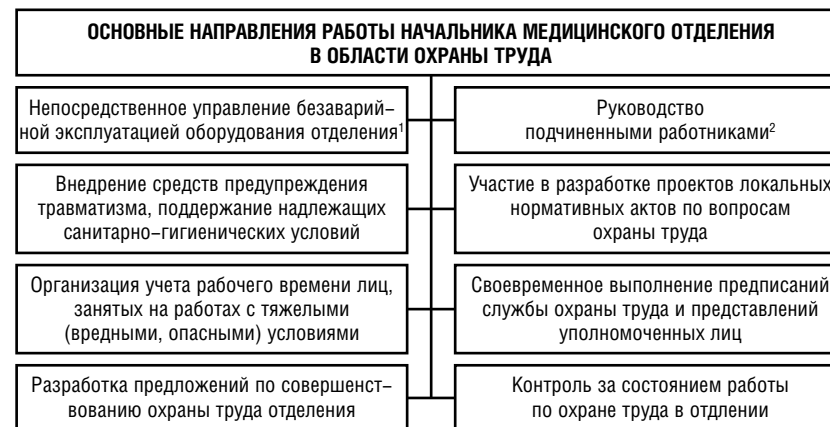 ОСНОВНЫЕ НАПРАВЛЕНИЯ РАБОТЫ НАЧАЛЬНИКА МЕДИЦИНСКОГО ОТДЕЛЕНИЯ
В ОБЛАСТИ ОХРАНЫ ТРУДА
Непосредственное управление безаварий-
ной эксплуатацией оборудования отделения¹
Руководство
подчиненными работниками²
Внедрение средств предупреждения
травматизма, поддержание надлежащих
санитарно-гигиенических условий
Участие в разработке проектов локальных
нормативных актов по вопросам
охраны труда
Организация учета рабочего времени лиц,
занятых на работах с тяжелыми
(вредными, опасными) условиями
Своевременное выполнение предписаний
службы охраны труда и представлений
уполномоченных лиц
Разработка предложений по совершенст-
вованию охраны труда отделения
Контроль за состоянием работы
по охране труда в отдлении